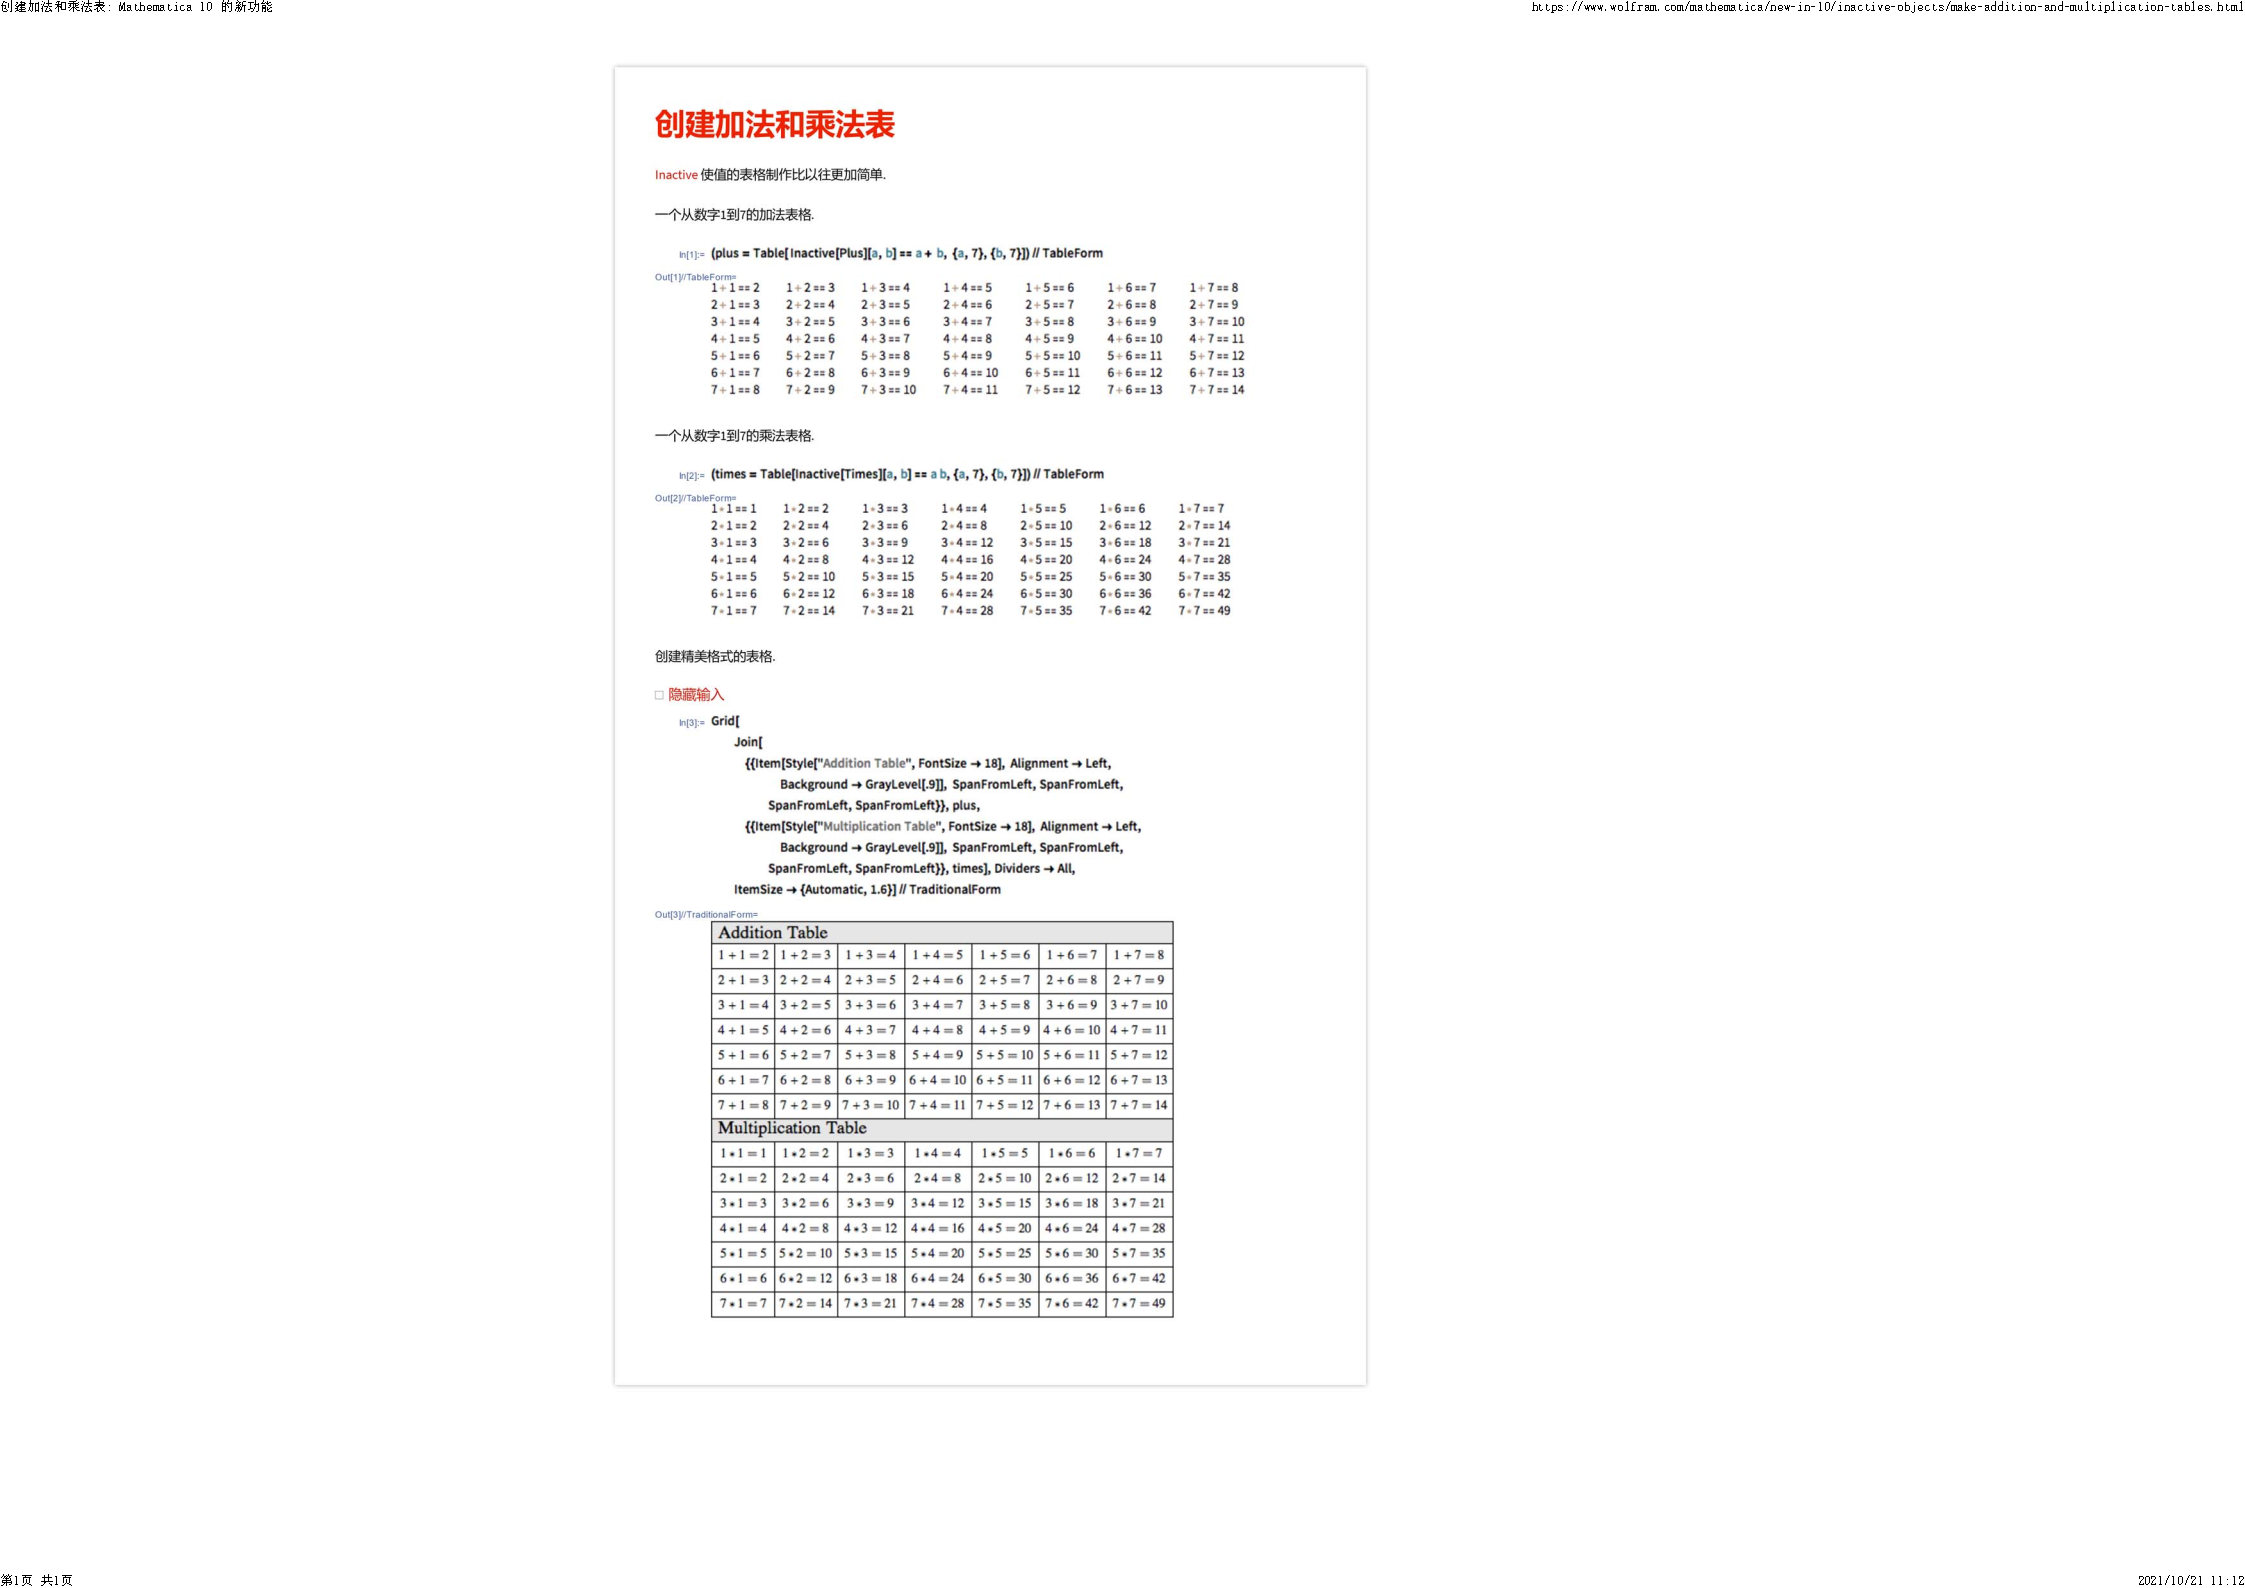 创建加法和乘法表: Mathematica 10 的新功能
https://www.wolfram.com/mathematica/new-in-10/inactive-objects/make-addition-and-multiplication-tables.html
创建加法和乘法表
Inactive 使值的表格制作比以往更加简单.
一个从数字1到7的加法表格.
In[1]:= (plus = Table[Inactive[Plus][a, b] == a + b, {a, 7}, {b, 7}]) // TableForm
Out[1]//TableForm=
1 + 1 == 2 1 + 2 == 3 1 + 3 == 4 1 + 4 == 5 1 + 5 == 6 1 + 6 == 7 1 + 7 == 8
2 + 1 == 3 2 + 2 == 4 2 + 3 == 5 2 + 4 == 6 2 + 5 == 7 2 + 6 == 8 2 + 7 == 9
3 + 1 == 4 3 + 2 == 5 3 + 3 == 6 3 + 4 == 7 3 + 5 == 8 3 + 6 == 9 3 + 7 == 10
4 + 1 == 5 4 + 2 == 6 4 + 3 == 7 4 + 4 == 8 4 + 5 == 9 4 + 6 == 10 4 + 7 == 11
5 + 1 == 6 5 + 2 == 7 5 + 3 == 8 5 + 4 == 9 5 + 5 == 10 5 + 6 == 11 5 + 7 == 12
6 + 1 == 7 6 + 2 == 8 6 + 3 == 9 6 + 4 == 10 6 + 5 == 11 6 + 6 == 12 6 + 7 == 13
7 + 1 == 8 7 + 2 == 9 7 + 3 == 10 7 + 4 == 11 7 + 5 == 12 7 + 6 == 13 7 + 7 == 14
一个从数字1到7的乘法表格.
In[2]:= (times = Table[Inactive[Times][a, b] == a b, {a, 7}, {b, 7}]) // TableForm
Out[2]//TableForm=
1 * 1 == 1 1 * 2 == 2 1 * 3 == 3 1 * 4 == 4 1 * 5 == 5 1 * 6 == 6 1 * 7 == 7
2 * 1 == 2 2 * 2 == 4 2 * 3 == 6 2 * 4 == 8 2 * 5 == 10 2 * 6 == 12 2 * 7 == 14
3 * 1 == 3 3 * 2 == 6 3 * 3 == 9 3 * 4 == 12 3 * 5 == 15 3 * 6 == 18 3 * 7 == 21
4 * 1 == 4 4 * 2 == 8 4 * 3 == 12 4 * 4 == 16 4 * 5 == 20 4 * 6 == 24 4 * 7 == 28
5 * 1 == 5 5 * 2 == 10 5 * 3 == 15 5 * 4 == 20 5 * 5 == 25 5 * 6 == 30 5 * 7 == 35
6 * 1 == 6 6 * 2 == 12 6 * 3 == 18 6 * 4 == 24 6 * 5 == 30 6 * 6 == 36 6 * 7 == 42
7 * 1 == 7 7 * 2 == 14 7 * 3 == 21 7 * 4 == 28 7 * 5 == 35 7 * 6 == 42 7 * 7 == 49
创建精美格式的表格.
隐藏输入
In[3]:= Grid[
Join[
{{Item[Style["Addition Table", FontSize → 18], Alignment → Left,
Background → GrayLevel[.9]], SpanFromLeft, SpanFromLeft,
SpanFromLeft, SpanFromLeft}}, plus,
{{Item[Style["Multiplication Table", FontSize → 18], Alignment → Left,
Background → GrayLevel[.9]], SpanFromLeft, SpanFromLeft,
SpanFromLeft, SpanFromLeft}}, times], Dividers → All,
ItemSize → {Automatic, 1.6}] // TraditionalForm
Out[3]//TraditionalForm=
Addition Table
1 + 1 = 2 1 + 2 = 3 1 + 3 = 4 1 + 4 = 5 1 + 5 = 6 1 + 6 = 7 1 + 7 = 8
2 + 1 = 3 2 + 2 = 4 2 + 3 = 5 2 + 4 = 6 2 + 5 = 7 2 + 6 = 8 2 + 7 = 9
3 + 1 = 4 3 + 2 = 5 3 + 3 = 6 3 + 4 = 7 3 + 5 = 8 3 + 6 = 9 3 + 7 = 10
4 + 1 = 5 4 + 2 = 6 4 + 3 = 7 4 + 4 = 8 4 + 5 = 9 4 + 6 = 10 4 + 7 = 11
5 + 1 = 6 5 + 2 = 7 5 + 3 = 8 5 + 4 = 9 5 + 5 = 10 5 + 6 = 11 5 + 7 = 12
6 + 1 = 7 6 + 2 = 8 6 + 3 = 9 6 + 4 = 10 6 + 5 = 11 6 + 6 = 12 6 + 7 = 13
7 + 1 = 8 7 + 2 = 9 7 + 3 = 10 7 + 4 = 11 7 + 5 = 12 7 + 6 = 13 7 + 7 = 14
Multiplication Table
1 * 1 = 1 1 * 2 = 2 1 * 3 = 3 1 * 4 = 4 1 * 5 = 5 1 * 6 = 6 1 * 7 = 7
2 * 1 = 2 2 * 2 = 4 2 * 3 = 6 2 * 4 = 8 2 * 5 = 10 2 * 6 = 12 2 * 7 = 14
3 * 1 = 3 3 * 2 = 6 3 * 3 = 9 3 * 4 = 12 3 * 5 = 15 3 * 6 = 18 3 * 7 = 21
4 * 1 = 4 4 * 2 = 8 4 * 3 = 12 4 * 4 = 16 4 * 5 = 20 4 * 6 = 24 4 * 7 = 28
5 * 1 = 5 5 * 2 = 10 5 * 3 = 15 5 * 4 = 20 5 * 5 = 25 5 * 6 = 30 5 * 7 = 35
6 * 1 = 6 6 * 2 = 12 6 * 3 = 18 6 * 4 = 24 6 * 5 = 30 6 * 6 = 36 6 * 7 = 42
7 * 1 = 7 7 * 2 = 14 7 * 3 = 21 7 * 4 = 28 7 * 5 = 35 7 * 6 = 42 7 * 7 = 49
第1页 共1页
2021/10/21 11:12